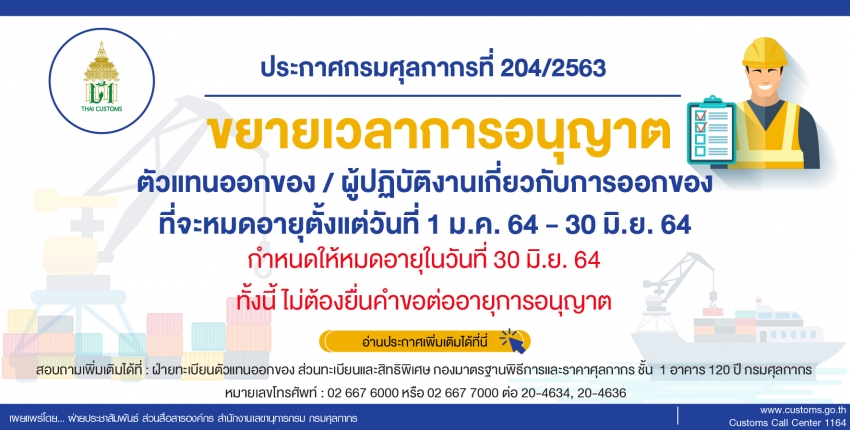 THAI CUSTOMS
ประกาศกรมศุลกากรที่ 204/2563
ขยายเวลาการอนุญาต
ตัวแทนออกของ / ผู้ปฏิบัติงานเกี่ยวกับการออกของ
ที่จะหมดอายุตั้งแต่วันที่ 1 ม.ค. 64 - 30 มิ.ย. 64
กำหนดให้หมดอายุในวันที่ 30 มิ.ย. 64
ทั้งนี้ ไม่ต้องยื่นคำขอต่ออายุการอนุญาต
อ่านประกาศเพิ่มเติมได้ที่นี่
สอบถามเพิ่มเติมได้ที่ : ฝ่ายทะเบียนตัวแทนออกของ ส่วนทะเบียนและสิทธิพิเศษ กองมาตรฐานพิธีการและราคาศุลกากร ชั้น 1 อาคาร 120 ปี กรมศุลกากร
หมายเลขโทรศัพท์ : 02 667 6000 หรือ 02 667 7000 ต่อ 20-4634, 20-4636
เผยแพร่โดย... ฝ่ายประชาสัมพันธ์ ส่วนสื่อสารองค์กร สำนักงานเลขานุการกรม กรมศุลกากร
www.customs.go.th
Customs Call Center 1164